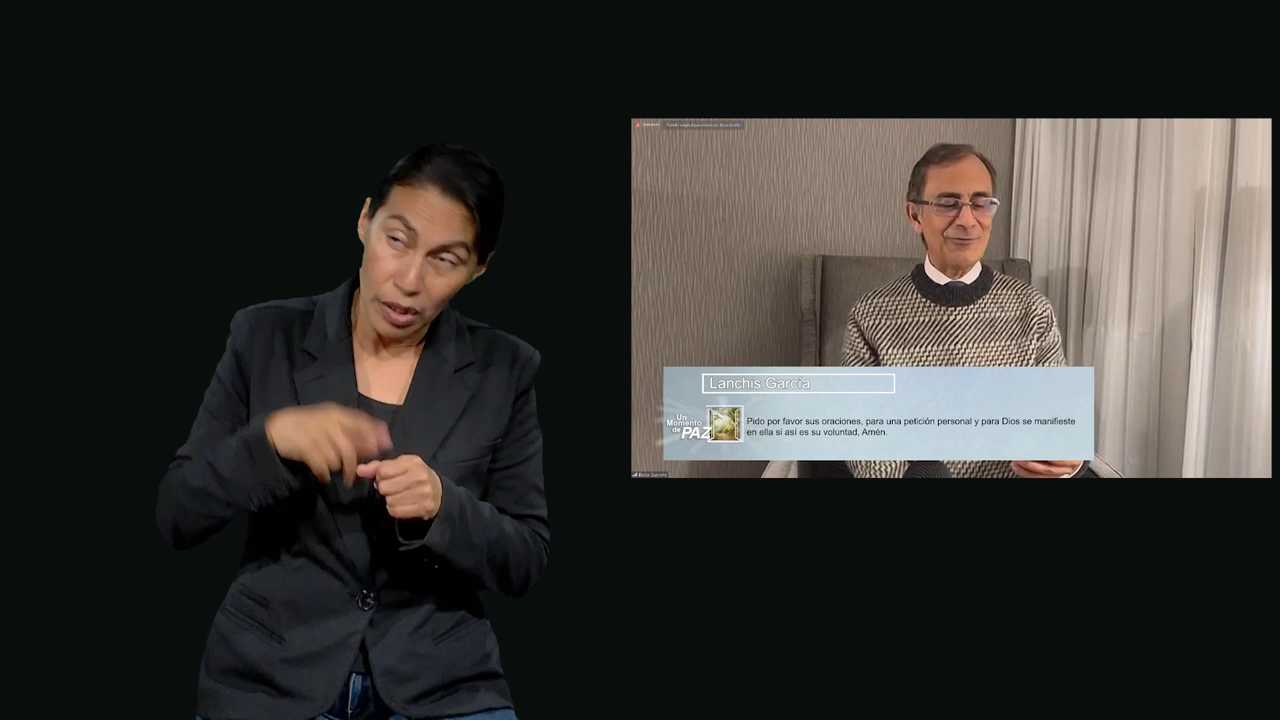 Lanchis García
Un
Momento
de PAZ
Pido por favor sus oraciones, para una petición personal y para Dios se manifieste
en ella si así es su voluntad, Amén.